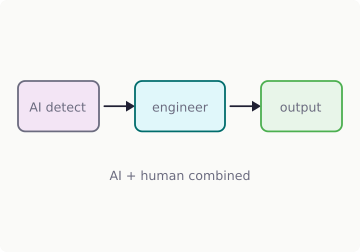 AI detect
engineer
output
AI + human combined